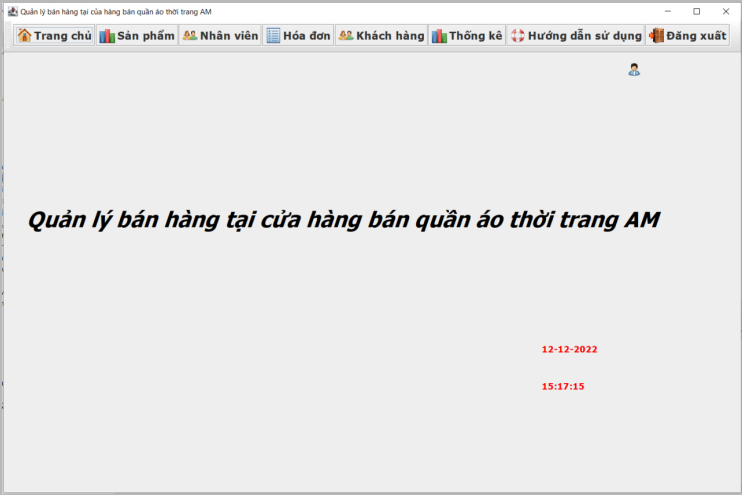 Quản lý bán hàng tại của hàng bán quần áo thời trang AM
Trang chủ Sản phẩm Nhân viên Hóa đơn Khách hàng Thống kê Hướng dẫn sử dụng Đăng xuất
Quản lý bán hàng tại cửa hàng bán quần áo thời trang AM
12-12-2022
15:17:15